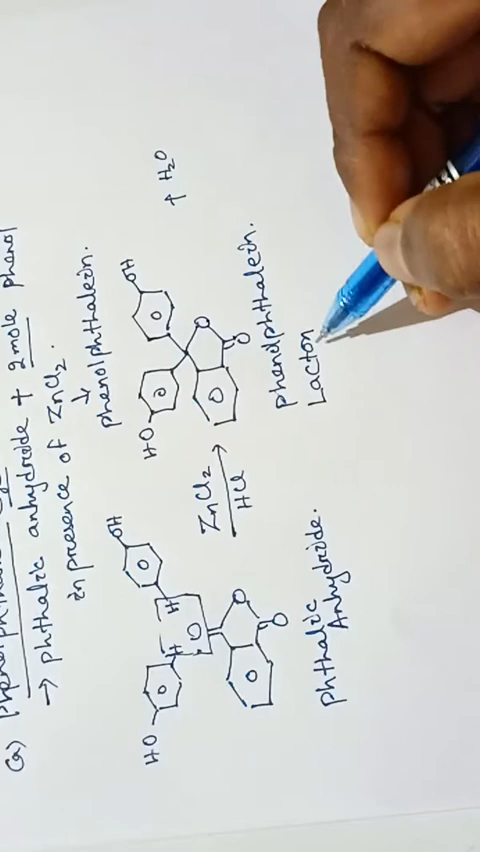 (a)
→ phthalic anhydride + 2 mole phenol
in presence of ZnCl2.
↓
phenolphthalein.
HO
OH
H
H
O
O
O
ZnCl2
HCl
HO
OH
O
O
+ H2O
phthalic
Anhydride.
phenolphthalein.
Lacton